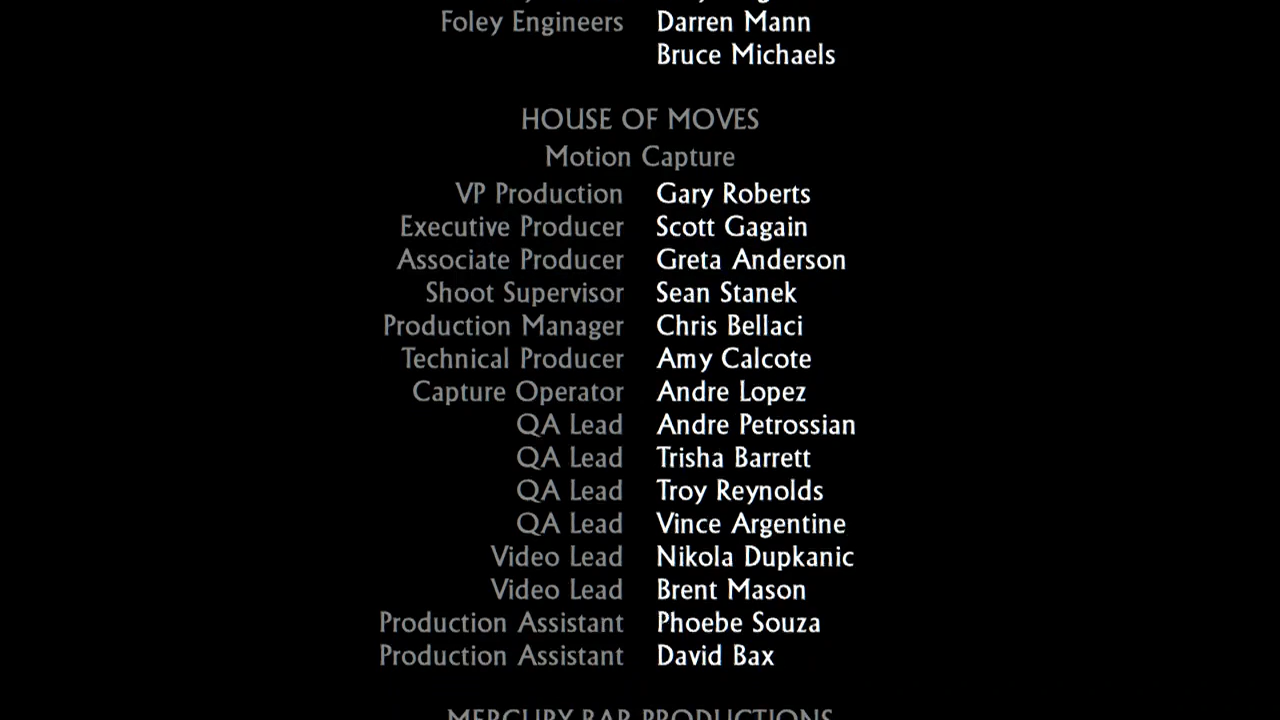 Foley Engineers Darren Mann
Bruce Michaels
HOUSE OF MOVES
Motion Capture
VP Production Gary Roberts
Executive Producer Scott Gagain
Associate Producer Greta Anderson
Shoot Supervisor Sean Stanek
Production Manager Chris Bellaci
Technical Producer Amy Calcote
Capture Operator Andre Lopez
QA Lead Andre Petrossian
QA Lead Trisha Barrett
QA Lead Troy Reynolds
QA Lead Vince Argentine
Video Lead Nikola Dupkanic
Video Lead Brent Mason
Production Assistant Phoebe Souza
Production Assistant David Bax
MERCURY BAR PRODUCTIONS